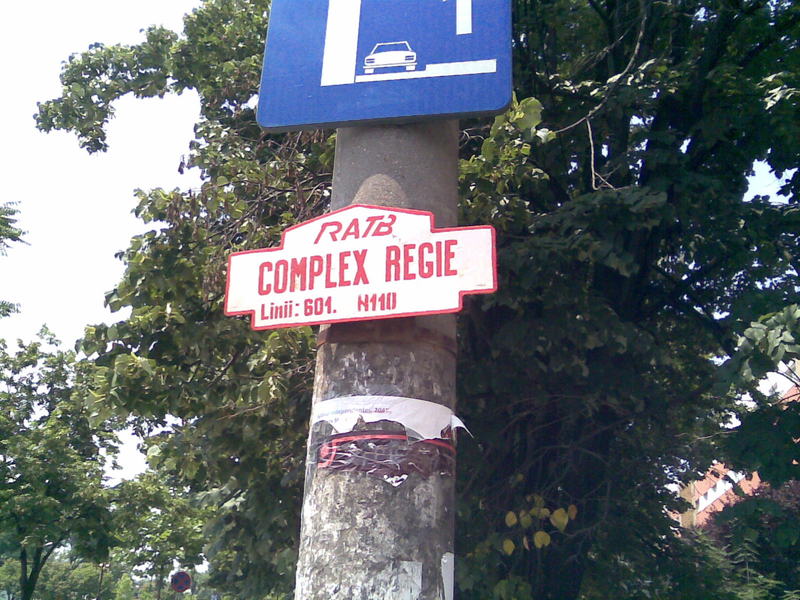 RATB
COMPLEX REGIE
Linii: 601. N110